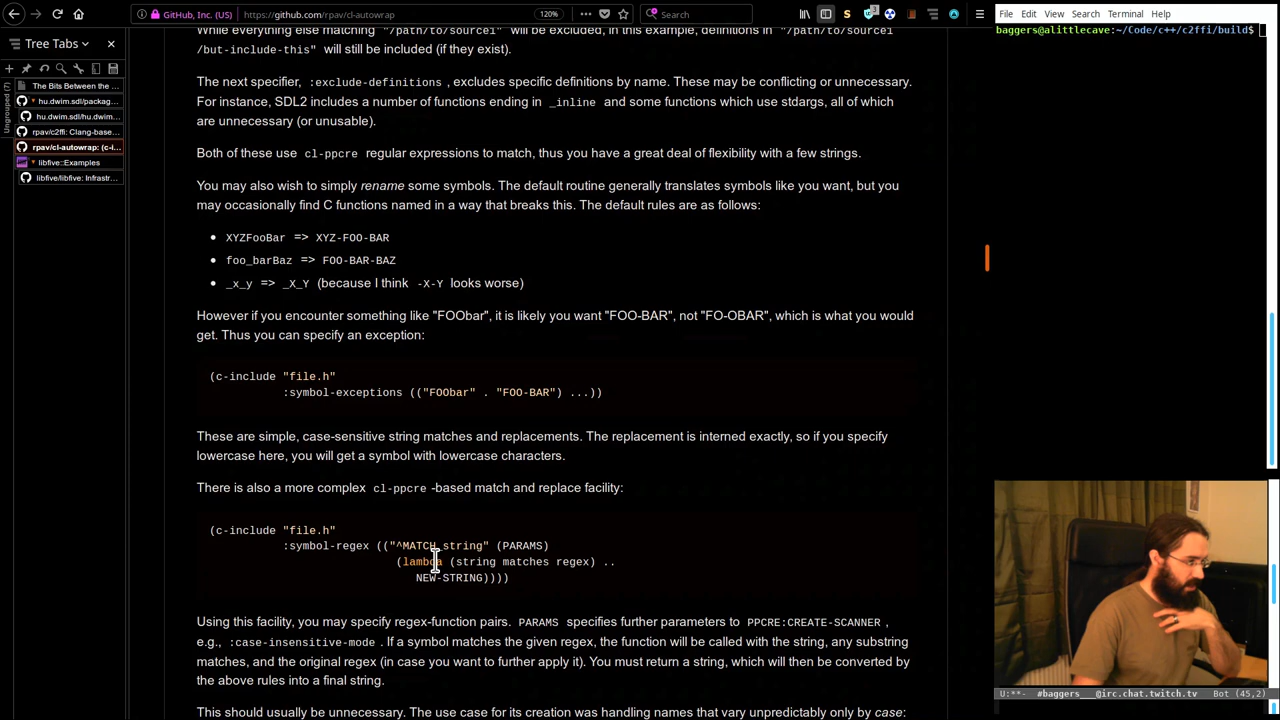 GitHub, Inc. (US)
https://github.com/rpav/cl-autowrap
120%
Search
File Edit View Search Terminal Help
Tree Tabs
baggers@alittlecave:~/Code/c++/c2ffi/build$
Ungrouped (7)
The Bits Between the ...
hu.dwim.sdl/packag...
hu.dwim.sdl/hu.dwim...
rpav/c2ffi: Clang-base...
rpav/cl-autowrap: (c-i...
libfive::Examples
libfive/libfive: Infrastr...
While everything else matching "/path/to/source1" will be excluded, in this example, definitions in "/path/to/source1
/but-include-this" will still be included (if they exist).
The next specifier, :exclude-definitions , excludes specific definitions by name. These may be conflicting or unnecessary.
For instance, SDL2 includes a number of functions ending in _inline and some functions which use stdargs, all of which
are unnecessary (or unusable).
Both of these use cl-ppcre regular expressions to match, thus you have a great deal of flexibility with a few strings.
You may also wish to simply rename some symbols. The default routine generally translates symbols like you want, but you
may occasionally find C functions named in a way that breaks this. The default rules are as follows:
• XYZFooBar => XYZ-FOO-BAR
• foo_barBaz => FOO-BAR-BAZ
• _x_y => _X_Y (because I think -X-Y looks worse)
However if you encounter something like "FOObar", it is likely you want "FOO-BAR", not "FO-OBAR", which is what you would
get. Thus you can specify an exception:
(c-include "file.h"
:symbol-exceptions (("FOObar" . "FOO-BAR") ...))
These are simple, case-sensitive string matches and replacements. The replacement is interned exactly, so if you specify
lowercase here, you will get a symbol with lowercase characters.
There is also a more complex cl-ppcre -based match and replace facility:
(c-include "file.h"
:symbol-regex (("^MATCH string" (PARAMS)
(lambda (string matches regex) ..
NEW-STRING))))
Using this facility, you may specify regex-function pairs. PARAMS specifies further parameters to PPCRE:CREATE-SCANNER ,
e.g., :case-insensitive-mode . If a symbol matches the given regex, the function will be called with the string, any substring
matches, and the original regex (in case you want to further apply it). You must return a string, which will then be converted by
the above rules into a final string.
This should usually be unnecessary. The use case for its creation was handling names that vary unpredictably only by case:
U:**- #baggers___@irc.chat.twitch.tv Bot (45,2)